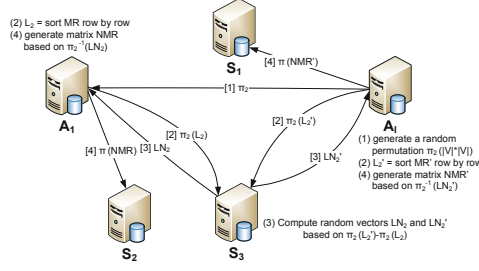 (2) L₂ = sort MR row by row
(4) generate matrix NMR
based on π₂⁻¹(LN₂)
S₁
[4] π (NMR')
[1] π₂
A₁
A_I
[2] π₂ (L₂)
[2] π₂ (L₂')
[4] π (NMR)
[3] LN₂
[3] LN₂'
(1) generate a random
permutation π₂ (|V|*|V|)
(2) L₂' = sort MR' row by row
(4) generate matrix NMR'
based on π₂⁻¹(LN₂')
S₂
S₃
(3) Compute random vectors LN₂ and LN₂'
based on π₂(L₂')-π₂(L₂)